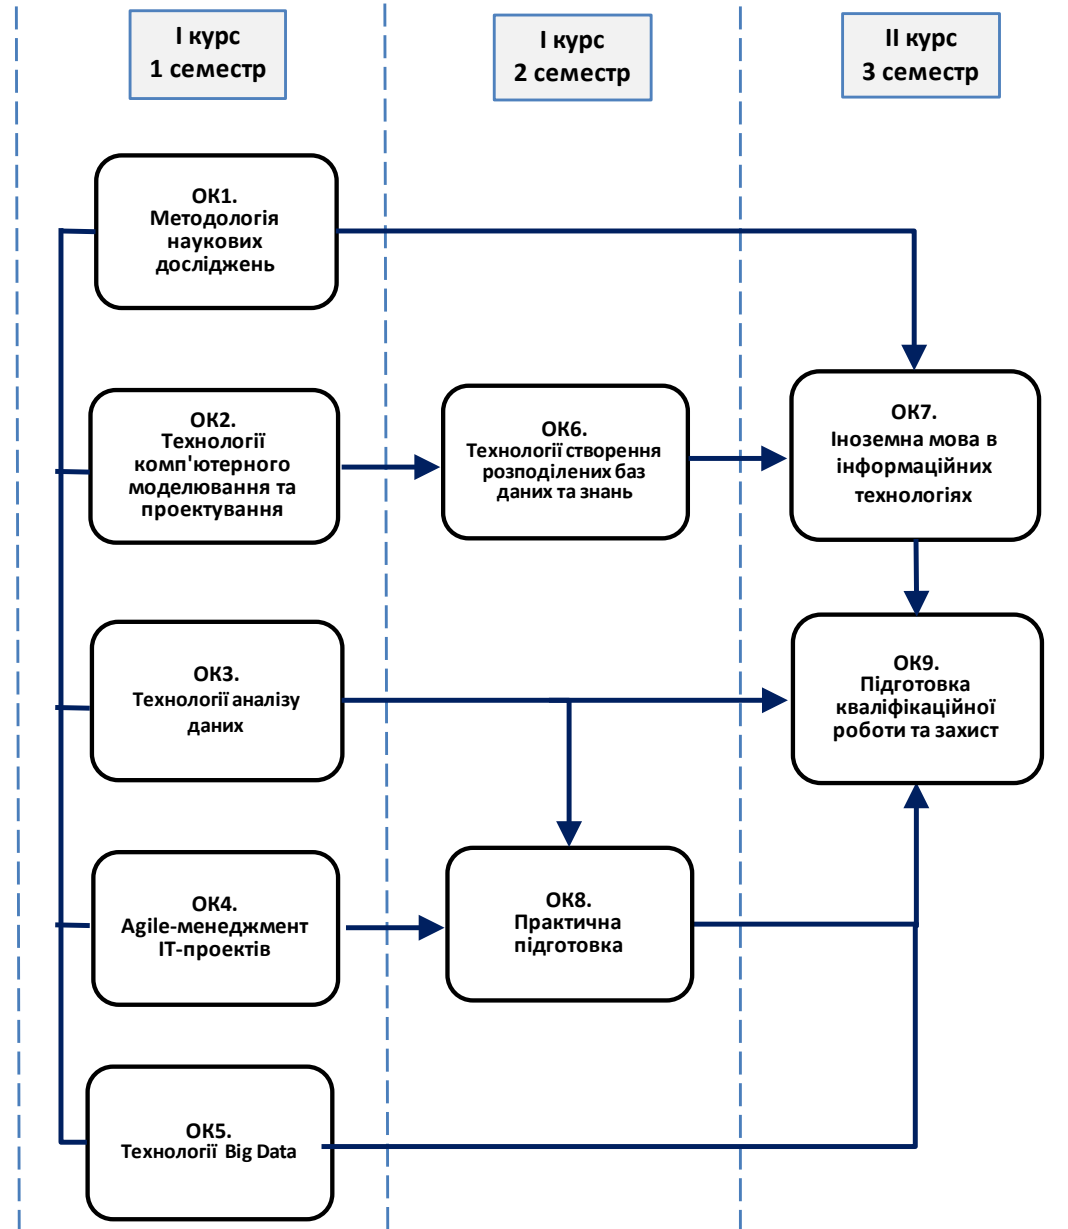 І курс
1 семестр
І курс
2 семестр
ІІ курс
3 семестр
ОК1.
Методологія
наукових
досліджень
ОК2.
Технології
комп'ютерного
моделювання та
проектування
ОК6.
Технології створення
розподілених баз
даних та знань
ОК7.
Іноземна мова в
інформаційних
технологіях
ОК3.
Технології аналізу
даних
ОК9.
Підготовка
кваліфікаційної
роботи та захист
ОК4.
Agile-менеджмент
ІТ-проектів
ОК8.
Практична
підготовка
ОК5.
Технології Big Data